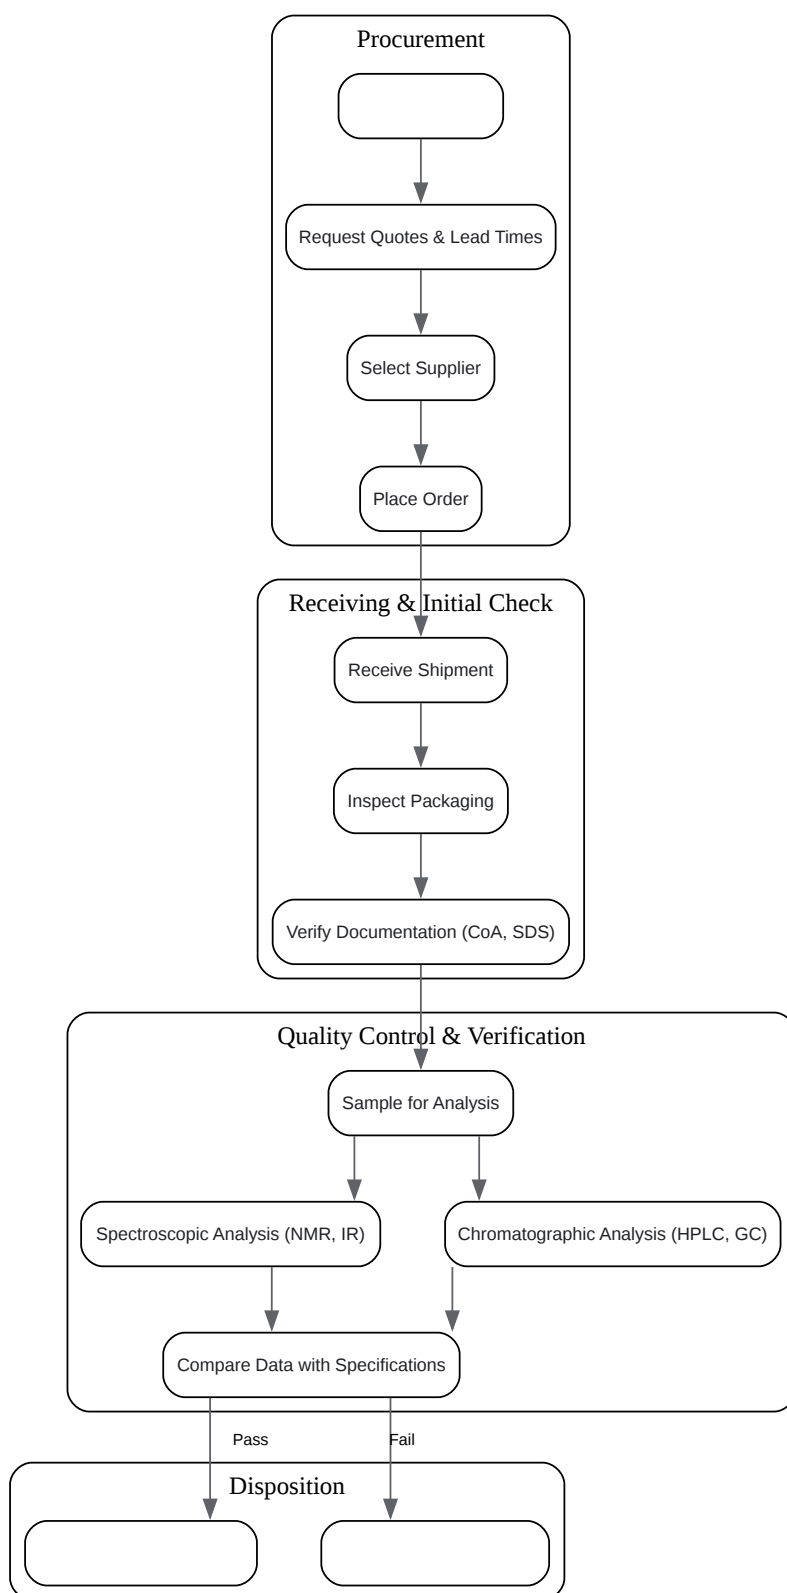 Procurement
Request Quotes & Lead Times
Select Supplier
Place Order
Receiving & Initial Check
Receive Shipment
Inspect Packaging
Verify Documentation (CoA, SDS)
Quality Control & Verification
Sample for Analysis
Spectroscopic Analysis (NMR, IR)
Chromatographic Analysis (HPLC, GC)
Compare Data with Specifications
Pass
Fail
Disposition